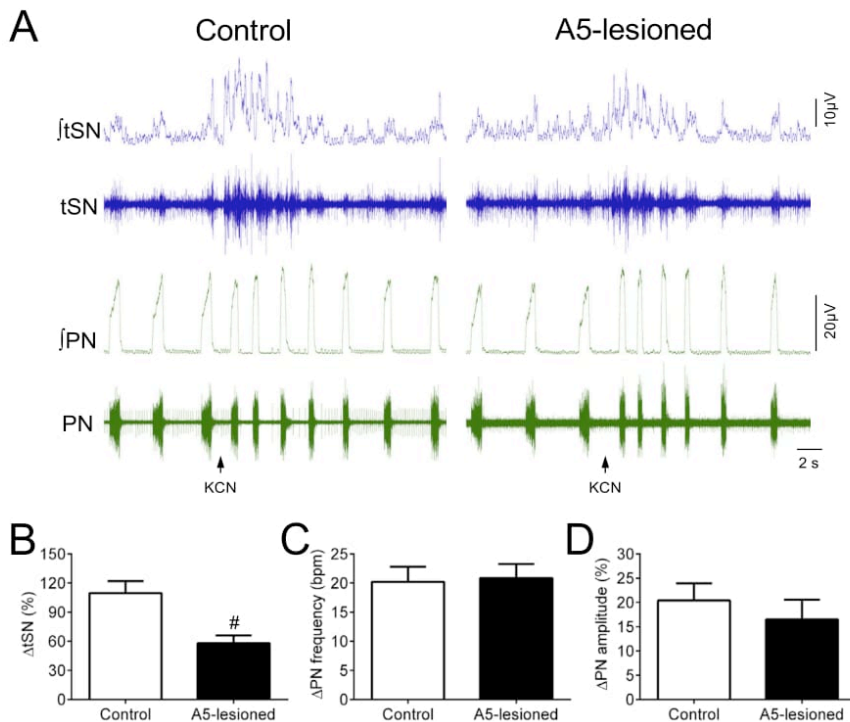 A
Control
A5-lesioned
∫tSN
10µV
tSN
∫PN
20µV
PN
2 s
KCN
KCN
B
ΔtSN (%)
150
120
90
60
30
0
#
Control
A5-lesioned
C
ΔPN frequency (bpm)
25
20
15
10
5
0
Control
A5-lesioned
D
ΔPN amplitude (%)
30
25
20
15
10
5
0
Control
A5-lesioned